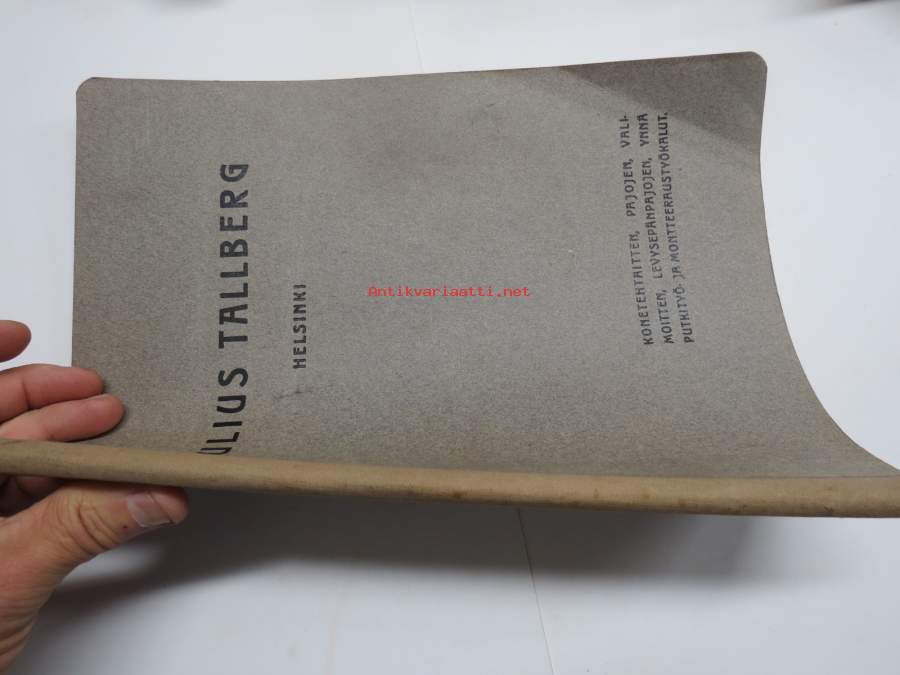 ULIUS TALLBERG
HELSINKI
KONETEHTAITTEN, PAJOJEN, VALI-
MOITTEN, LEVYSEPÄNPAJOJEN, YNNÄ
PUTKITYÖ- JA MONTTEERAUSTYÖKALUT.
Antikvariaatti.net